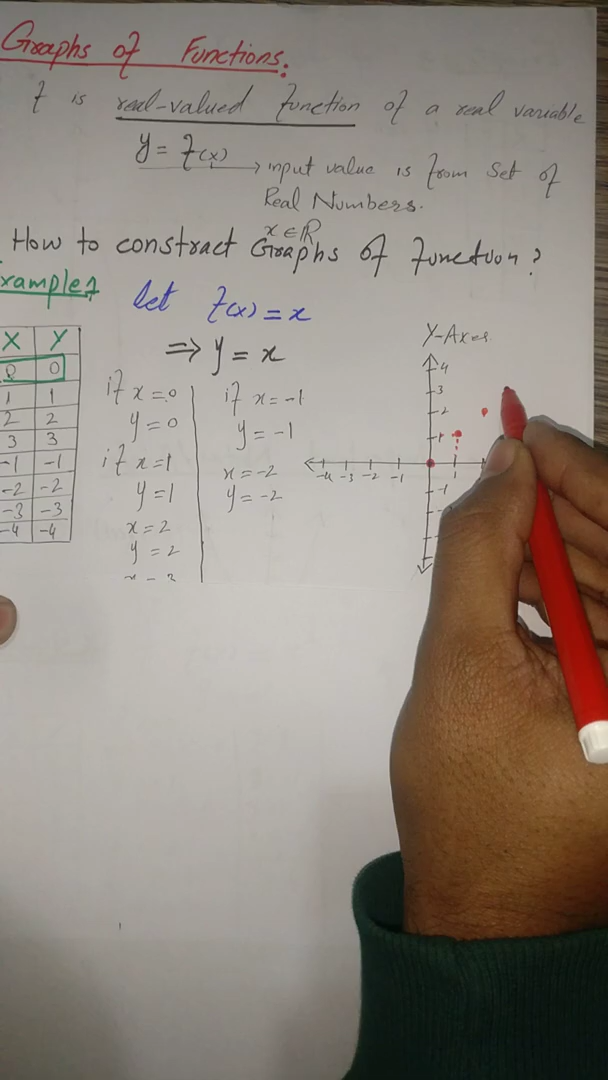 Graphs of Functions.
f is real-valued function of a real variable
y = f(x)
→ input value is from Set of
Real Numbers.
x ∈ ℝ
How to constract Graphs of function?
let f(x) = x
⇒ y = x
X Y
0 0
1 1
2 2
3 3
-1 -1
-2 -2
-3 -3
-4 -4
if x = 0
y = 0
if x = 1
y = 1
x = 2
y = 2
if x = -1
y = -1
x = -2
y = -2
4
3
2
1
-4 -3 -2 -1 1
-1